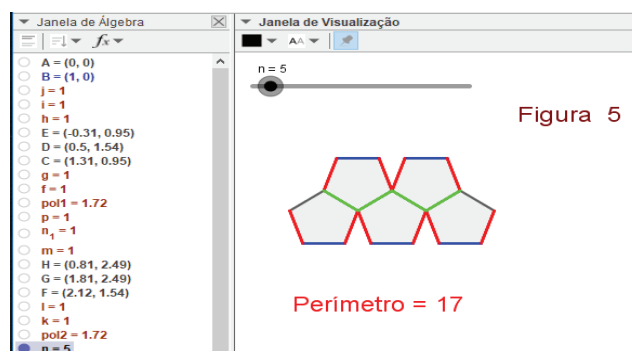 Janela de Álgebra
fx
A = (0, 0)
B = (1, 0)
j = 1
i = 1
h = 1
E = (-0.31, 0.95)
D = (0.5, 1.54)
C = (1.31, 0.95)
g = 1
f = 1
pol1 = 1.72
p = 1
n₁ = 1
m = 1
H = (0.81, 2.49)
G = (1.81, 2.49)
F = (2.12, 1.54)
l = 1
k = 1
pol2 = 1.72
n = 5
Janela de Visualização
AA
n = 5
Figura 5
Perímetro = 17